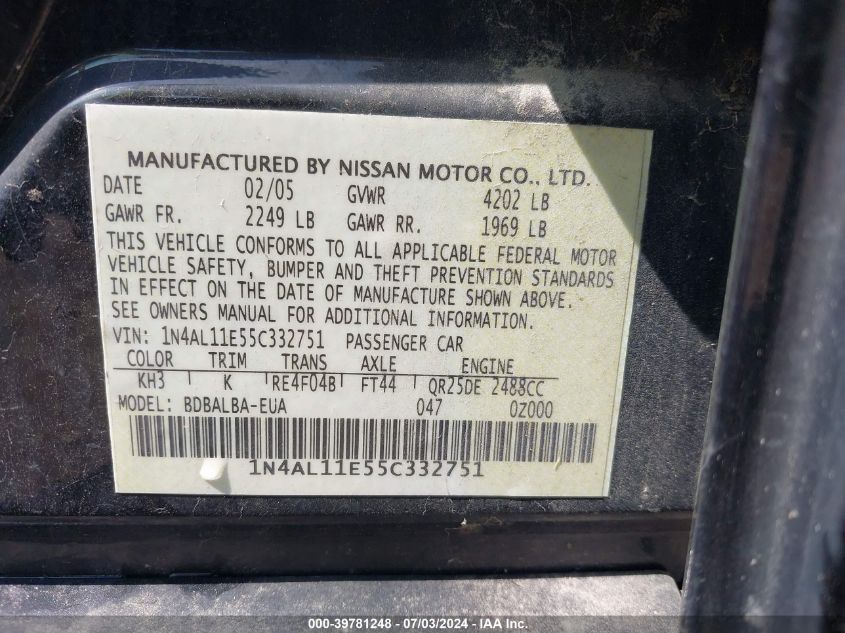 MANUFACTURED BY NISSAN MOTOR CO., LTD.
DATE 02/05 GVWR 4202 LB
GAWR FR. 2249 LB GAWR RR. 1969 LB
THIS VEHICLE CONFORMS TO ALL APPLICABLE FEDERAL MOTOR
VEHICLE SAFETY, BUMPER AND THEFT PREVENTION STANDARDS
IN EFFECT ON THE DATE OF MANUFACTURE SHOWN ABOVE.
SEE OWNERS MANUAL FOR ADDITIONAL INFORMATION.
VIN: 1N4AL11E55C332751 PASSENGER CAR
COLOR TRIM TRANS AXLE ENGINE
KH3 K RE4F04B FT44 QR25DE 2488CC
MODEL: BDBALBA-EUA 047 0Z000
1N4AL11E55C332751
000-39781248 - 07/03/2024 - IAA Inc.